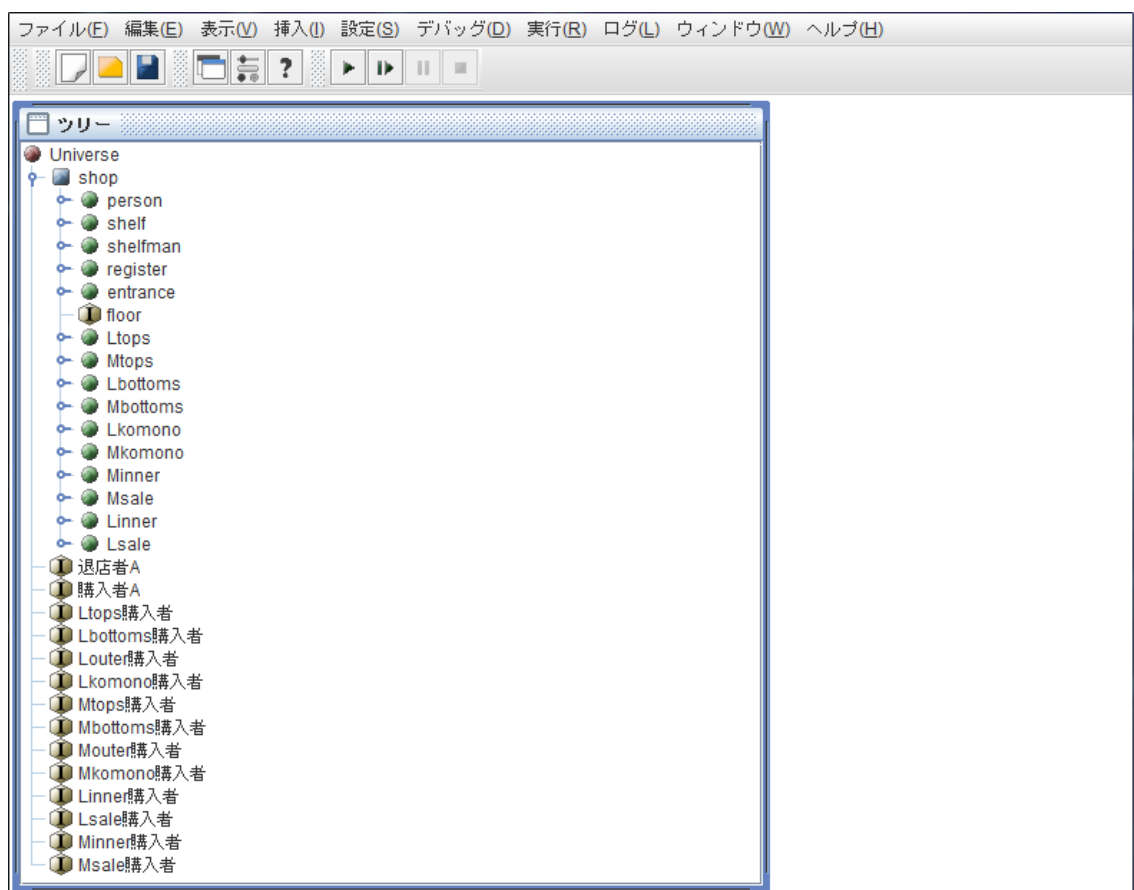 ファイル(F) 編集(E) 表示(V) 挿入(I) 設定(S) デバッグ(D) 実行(R) ログ(L) ウィンドウ(W) ヘルプ(H)
?
ツリー
Universe
shop
person
shelf
shelfman
register
entrance
I floor
Ltops
Mtops
Lbottoms
Mbottoms
Lkomono
Mkomono
Minner
Msale
Linner
Lsale
I 退店者A
I 購入者A
I Ltops購入者
I Lbottoms購入者
I Louter購入者
I Lkomono購入者
I Mtops購入者
I Mbottoms購入者
I Mouter購入者
I Mkomono購入者
I Linner購入者
I Lsale購入者
I Minner購入者
I Msale購入者